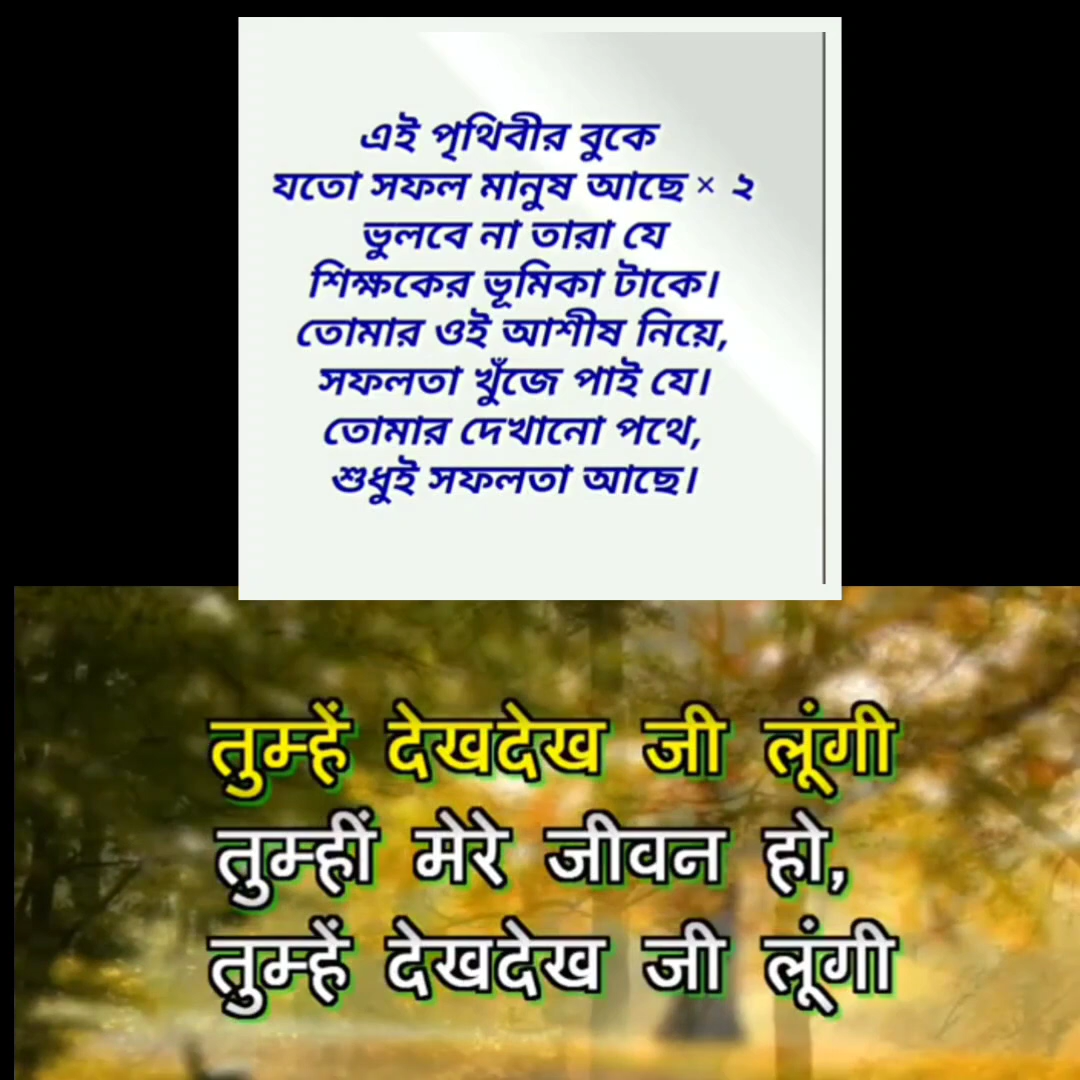 এই পৃথিবীর বুকে
যতো সফল মানুষ আছে × ২
ভুলবে না তারা যে
শিক্ষকের ভূমিকা টাকে।
তোমার ওই আশীষ নিয়ে,
সফলতা খুঁজে পাই যে।
তোমার দেখানো পথে,
শুধুই সফলতা আছে।
तुम्हें देखदेख जी लूंगी
तुम्हीं मेरे जीवन हो,
तुम्हें देखदेख जी लूंगी